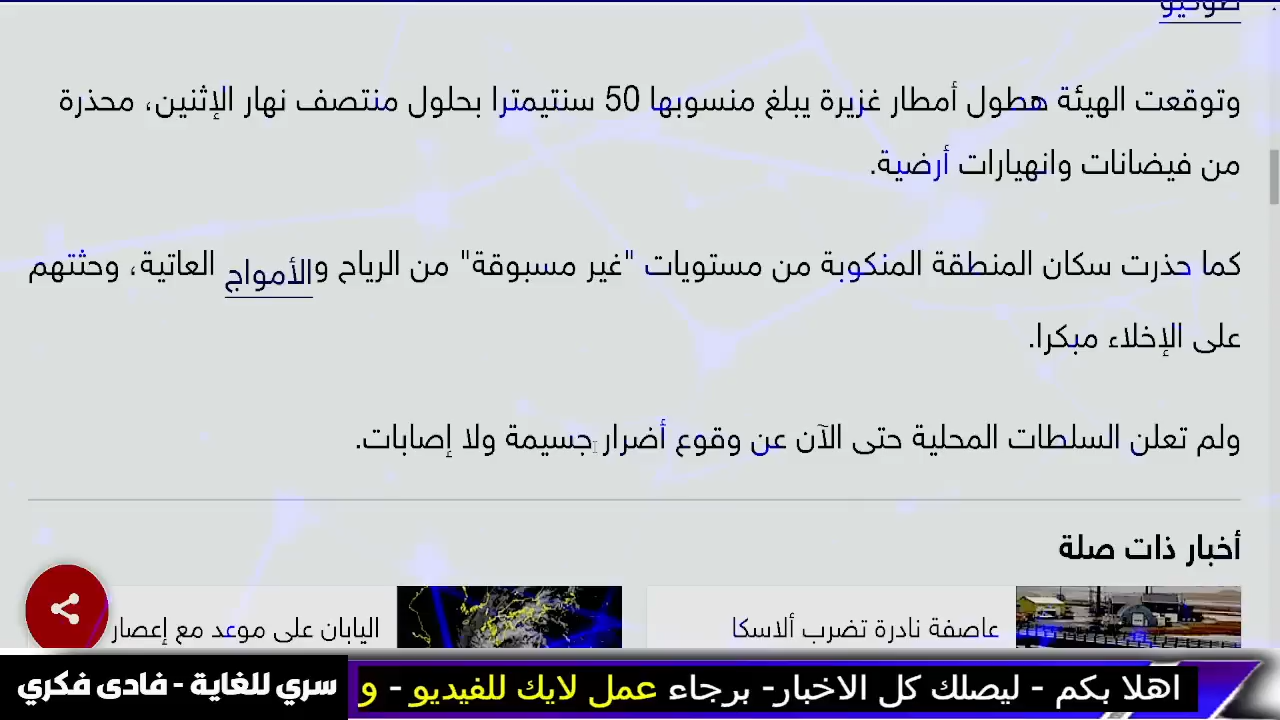 طوكيو
وتوقعت الهيئة هطول أمطار غزيرة يبلغ منسوبها 50 سنتيمترا بحلول منتصف نهار الإثنين، محذرة
من فيضانات وانهيارات أرضية.
كما حذرت سكان المنطقة المنكوبة من مستويات "غير مسبوقة" من الرياح والأمواج العاتية، وحثتهم
على الإخلاء مبكرا.
ولم تعلن السلطات المحلية حتى الآن عن وقوع أضرار جسيمة ولا إصابات.
أخبار ذات صلة
عاصفة نادرة تضرب ألاسكا
اليابان على موعد مع إعصار
اهلا بكم - ليصلك كل الاخبار- برجاء عمل لايك للفيديو - و
سري للغاية - فادى فكري